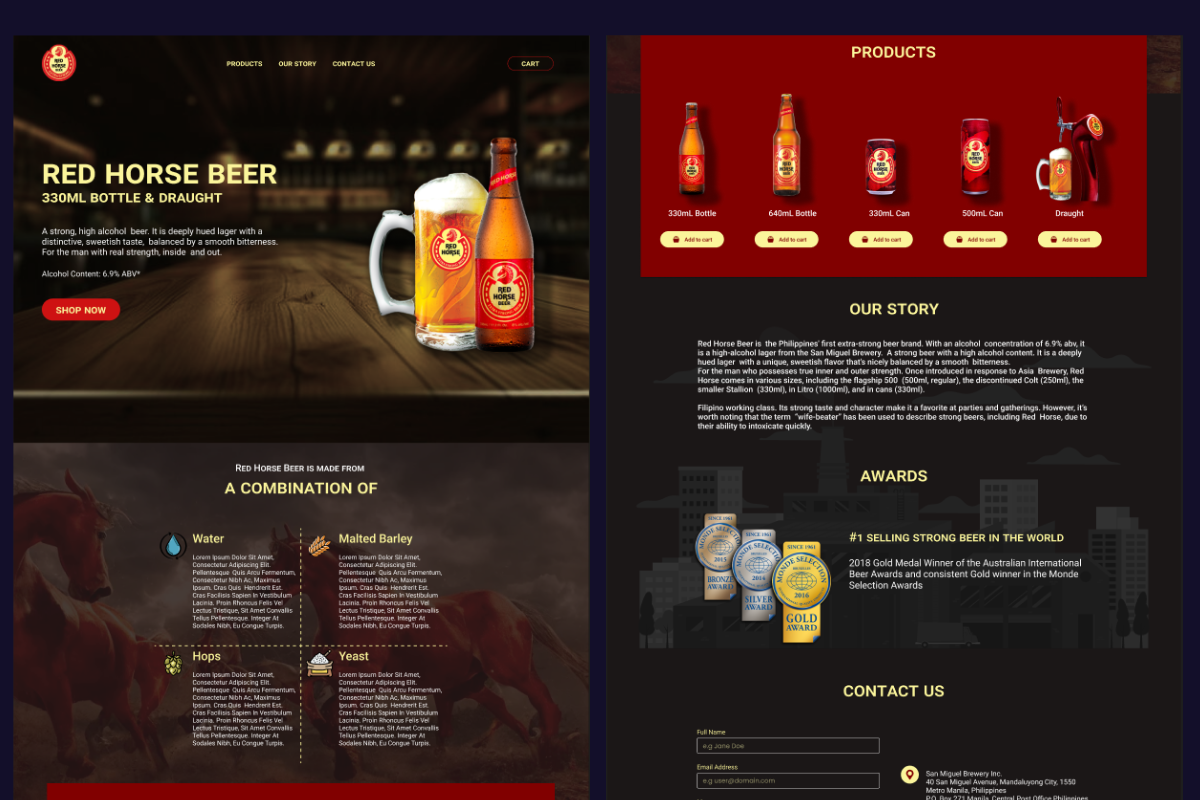 RED HORSE BEER
PRODUCTS
OUR STORY
CONTACT US
CART
RED HORSE BEER
330ML BOTTLE & DRAUGHT
A strong, high alcohol beer. It is deeply hued lager with a
distinctive, sweetish taste, balanced by a smooth bitterness.
For the man with real strength, inside and out.
Alcohol Content: 6.9% ABV*
SHOP NOW
RED
HORSE
RED
HORSE
BEER
RED HORSE BEER IS MADE FROM
A COMBINATION OF
Water
Lorem Ipsum Dolor Sit Amet,
Consectetur Adipiscing Elit.
Pellentesque Quis Arcu Fermentum,
Consectetur Nibh Ac, Maximus
Ipsum. Cras Quis Hendrerit Est.
Cras Facilisis Sapien In Vestibulum
Lacinia. Proin Rhoncus Felis Vel
Lectus Tristique, Sit Amet Convallis
Tellus Pellentesque. Integer At
Sodales Nibh, Eu Congue Turpis.
Malted Barley
Lorem Ipsum Dolor Sit Amet,
Consectetur Adipiscing Elit.
Pellentesque Quis Arcu Fermentum,
Consectetur Nibh Ac, Maximus
Ipsum. Cras Quis Hendrerit Est.
Cras Facilisis Sapien In Vestibulum
Lacinia. Proin Rhoncus Felis Vel
Lectus Tristique, Sit Amet Convallis
Tellus Pellentesque. Integer At
Sodales Nibh, Eu Congue Turpis.
Hops
Lorem Ipsum Dolor Sit Amet,
Consectetur Adipiscing Elit.
Pellentesque Quis Arcu Fermentum,
Consectetur Nibh Ac, Maximus
Ipsum. Cras Quis Hendrerit Est.
Cras Facilisis Sapien In Vestibulum
Lacinia. Proin Rhoncus Felis Vel
Lectus Tristique, Sit Amet Convallis
Tellus Pellentesque. Integer At
Sodales Nibh, Eu Congue Turpis.
Yeast
Lorem Ipsum Dolor Sit Amet,
Consectetur Adipiscing Elit.
Pellentesque Quis Arcu Fermentum,
Consectetur Nibh Ac, Maximus
Ipsum. Cras Quis Hendrerit Est.
Cras Facilisis Sapien In Vestibulum
Lacinia. Proin Rhoncus Felis Vel
Lectus Tristique, Sit Amet Convallis
Tellus Pellentesque. Integer At
Sodales Nibh, Eu Congue Turpis.
PRODUCTS
330mL Bottle
640mL Bottle
330mL Can
500mL Can
Draught
Add to cart
Add to cart
Add to cart
Add to cart
Add to cart
OUR STORY
Red Horse Beer is the Philippines' first extra-strong beer brand. With an alcohol concentration of 6.9% abv, it
is a high-alcohol lager from the San Miguel Brewery. A strong beer with a high alcohol content. It is a deeply
hued lager with a unique, sweetish flavor that's nicely balanced by a smooth bitterness.
For the man who possesses true inner and outer strength. Once introduced in response to Asia Brewery, Red
Horse comes in various sizes, including the flagship 500 (500ml, regular), the discontinued Colt (250ml), the
smaller Stallion (330ml), in Litro (1000ml), and in cans (330ml).
Filipino working class. Its strong taste and character make it a favorite at parties and gatherings. However, it's
worth noting that the term "wife-beater" has been used to describe strong beers, including Red Horse, due to
their ability to intoxicate quickly.
AWARDS
SINCE 1961
MONDE SELECTION
2015
BRONZE
AWARD
SINCE 1961
MONDE SELECTION
2014
SILVER
AWARD
SINCE 1961
MONDE SELECTION
2016
GOLD
AWARD
#1 SELLING STRONG BEER IN THE WORLD
2018 Gold Medal Winner of the Australian International
Beer Awards and consistent Gold winner in the Monde
Selection Awards
CONTACT US
Full Name
e.g Jane Doe
Email Address
e.g user@domain.com
San Miguel Brewery Inc.
40 San Miguel Avenue, Mandaluyong City, 1550
Metro Manila, Philippines
P.O. Box 271 Manila Central Post Office Philippines